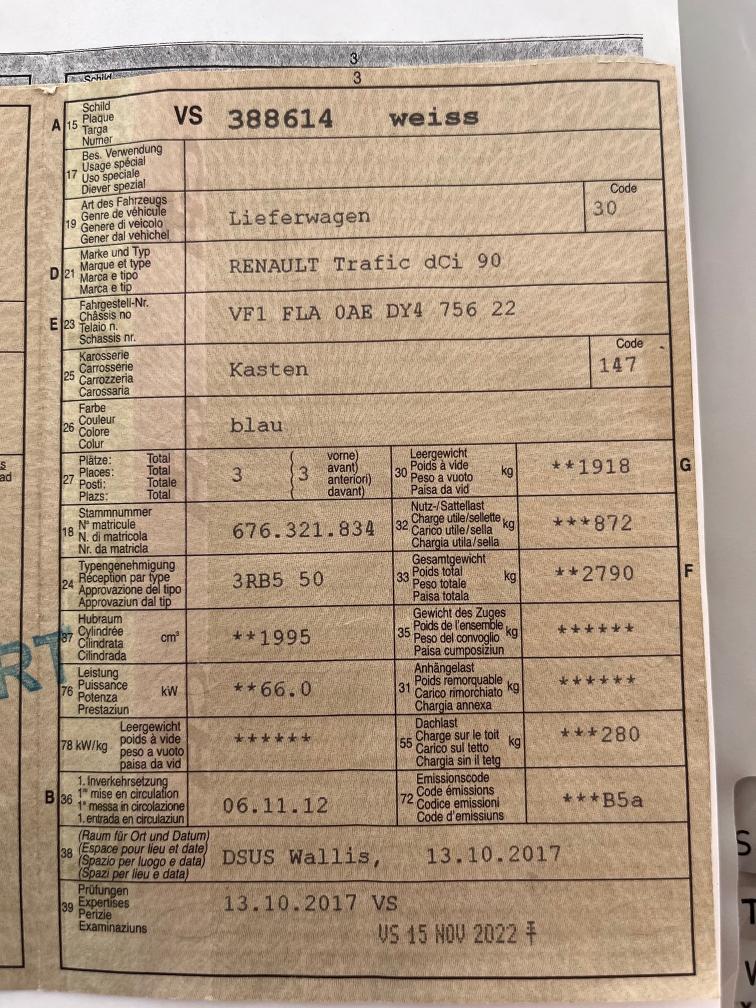 3
Schild
3
A 15 Schild Plaque Targa Numer VS 388614 weiss
17 Bes. Verwendung Usage spécial Uso speciale Diever spezial
19 Art des Fahrzeugs Genre de véhicule Genere di veicolo Gener dal vehichel Lieferwagen Code 30
D 21 Marke und Typ Marque et type Marca e tipo Marca e tip RENAULT Trafic dCi 90
E 23 Fahrgestell-Nr. Châssis no Telaio n. Schassis nr. VF1 FLA 0AE DY4 756 22
25 Karosserie Carrosserie Carrozzeria Carossaria Kasten Code 147
26 Farbe Couleur Colore Colur blau
27 Plätze: Total Places: Total Posti: Totale Plazs: Total 3 { 3 vorne) avant) anteriori) davant) 30 Leergewicht Poids à vide Peso a vuoto Paisa da vid kg **1918 G
18 Stammnummer N° matricule N. di matricola Nr. da matricla 676.321.834 32 Nutz-/Sattellast Charge utile/sellette Carico utile/sella Chargia utila/sella kg ***872
24 Typengenehmigung Réception par type Approvazione del tipo Approvaziun dal tip 3RB5 50 33 Gesamtgewicht Poids total Peso totale Paisa totala kg **2790 F
37 Hubraum Cylindrée Cilindrata Cilindrada cm³ **1995 35 Gewicht des Zuges Poids de l'ensemble Peso del convoglio Paisa cumposiziun kg ******
76 Leistung Puissance Potenza Prestaziun kW **66.0 31 Anhängelast Poids remorquable Carico rimorchiato Chargia annexa kg ******
78 kW/kg Leergewicht poids à vide peso a vuoto paisa da vid ****** 55 Dachlast Charge sur le toit Carico sul tetto Chargia sin il tetg kg ***280
B 36 1. Inverkehrsetzung 1re mise en circulation 1a messa in circolazione 1. entrada en circulaziun 06.11.12 72 Emissionscode Code émissions Codice emissioni Code d'emissiuns ***B5a
38 (Raum für Ort und Datum) (Espace pour lieu et date) (Spazio per luogo e data) (Spazi per lieu e data) DSUS Wallis, 13.10.2017
39 Prüfungen Expertises Perizie Examinaziuns 13.10.2017 VS
VS 15 NOV 2022